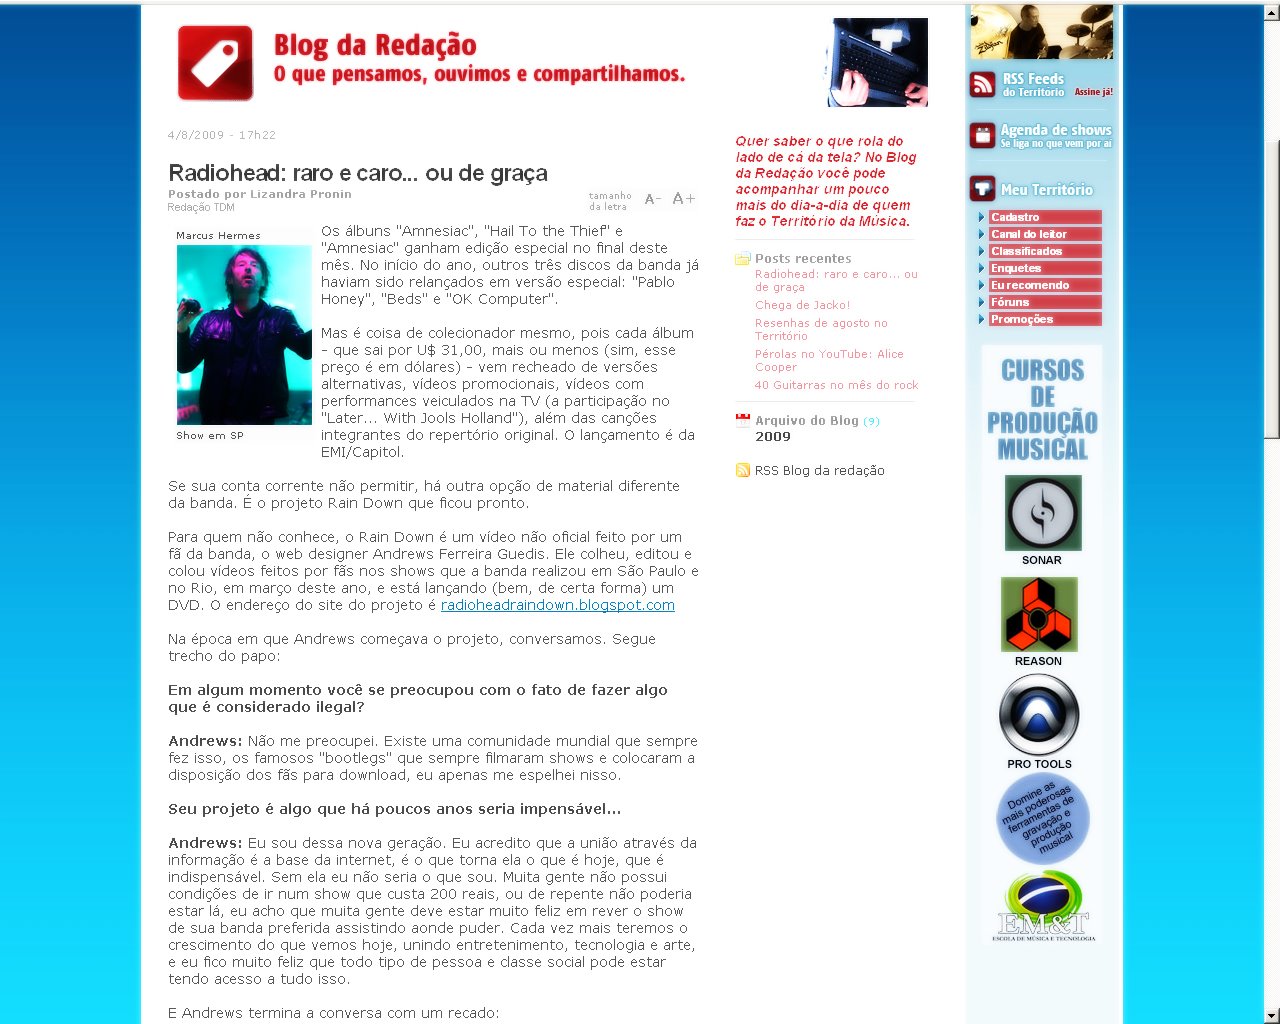 Blog da Redação
O que pensamos, ouvimos e compartilhamos.
4/8/2009 - 17h22
Radiohead: raro e caro... ou de graça
Postado por Lizandra Pronin
Redação TDM
tamanho
da letra
A-
A+
Marcus Hermes
Show em SP
Os álbuns "Amnesiac", "Hail To the Thief" e
"Amnesiac" ganham edição especial no final deste
mês. No início do ano, outros três discos da banda já
haviam sido relançados em versão especial: "Pablo
Honey", "Beds" e "OK Computer".
Mas é coisa de colecionador mesmo, pois cada álbum
- que sai por U$ 31,00, mais ou menos (sim, esse
preço é em dólares) - vem recheado de versões
alternativas, vídeos promocionais, vídeos com
performances veiculados na TV (a participação no
"Later... With Jools Holland"), além das canções
integrantes do repertório original. O lançamento é da
EMI/Capitol.
Se sua conta corrente não permitir, há outra opção de material diferente
da banda. É o projeto Rain Down que ficou pronto.
Para quem não conhece, o Rain Down é um vídeo não oficial feito por um
fã da banda, o web designer Andrews Ferreira Guedis. Ele colheu, editou e
colou vídeos feitos por fãs nos shows que a banda realizou em São Paulo e
no Rio, em março deste ano, e está lançando (bem, de certa forma) um
DVD. O endereço do site do projeto é radioheadraindown.blogspot.com
Na época em que Andrews começava o projeto, conversamos. Segue
trecho do papo:
Em algum momento você se preocupou com o fato de fazer algo
que é considerado ilegal?
Andrews: Não me preocupei. Existe uma comunidade mundial que sempre
fez isso, os famosos "bootlegs" que sempre filmaram shows e colocaram a
disposição dos fãs para download, eu apenas me espelhei nisso.
Seu projeto é algo que há poucos anos seria impensável...
Andrews: Eu sou dessa nova geração. Eu acredito que a união através da
informação é a base da internet, é o que torna ela o que é hoje, que é
indispensável. Sem ela eu não seria o que sou. Muita gente não possui
condições de ir num show que custa 200 reais, ou de repente não poderia
estar lá, eu acho que muita gente deve estar muito feliz em rever o show
de sua banda preferida assistindo aonde puder. Cada vez mais teremos o
crescimento do que vemos hoje, unindo entretenimento, tecnologia e arte,
e eu fico muito feliz que todo tipo de pessoa e classe social pode estar
tendo acesso a tudo isso.
E Andrews termina a conversa com um recado:
Quer saber o que rola do
lado de cá da tela? No Blog
da Redação você pode
acompanhar um pouco
mais do dia-a-dia de quem
faz o Território da Música.
Posts recentes
Radiohead: raro e caro... ou
de graça
Chega de Jacko!
Resenhas de agosto no
Território
Pérolas no YouTube: Alice
Cooper
40 Guitarras no mês do rock
Arquivo do Blog (9)
2009
RSS Blog da redação
RSS Feeds
do Território Assine já!
Agenda de shows
Se liga no que vem por aí
Meu Território
Cadastro
Canal do leitor
Classificados
Enquetes
Eu recomendo
Fóruns
Promoções
CURSOS
DE
PRODUÇÃO
MUSICAL
SONAR
REASON
PRO TOOLS
Domine as
mais poderosas
ferramentas de
gravação e
produção
musical
EM&T
ESCOLA DE MÚSICA E TECNOLOGIA